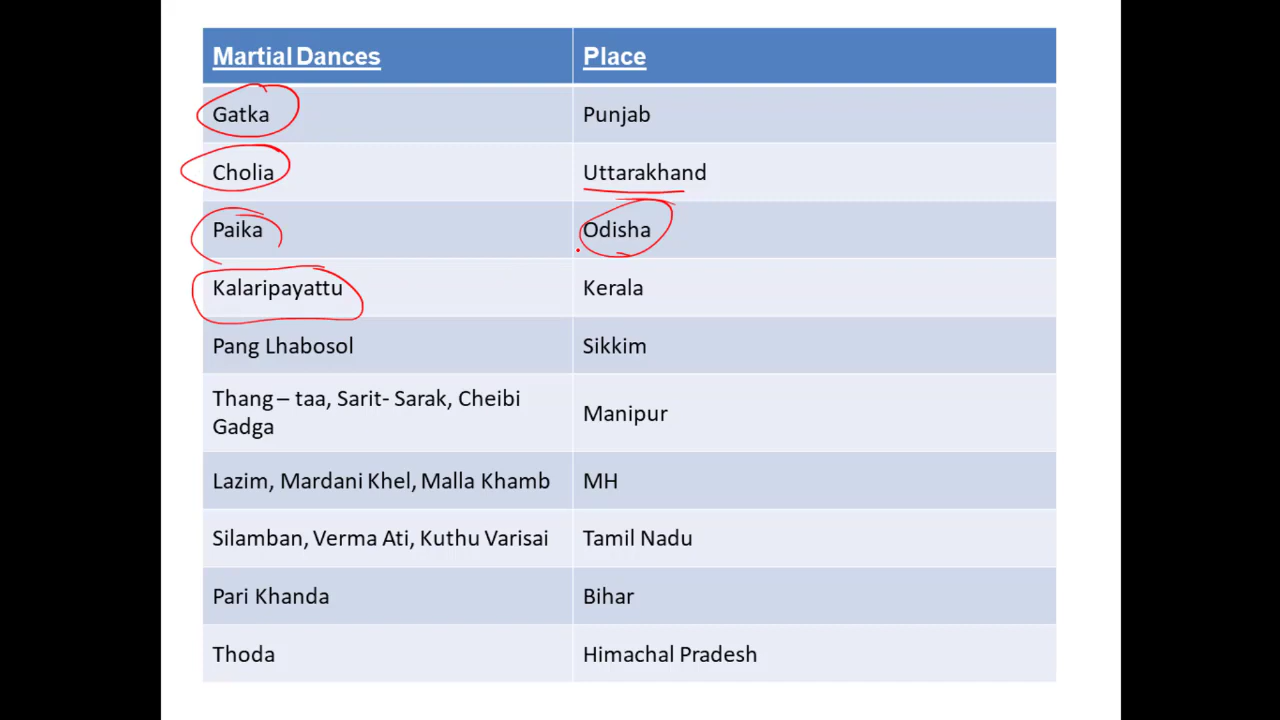 Martial Dances Place
Gatka Punjab
Cholia Uttarakhand
Paika Odisha
Kalaripayattu Kerala
Pang Lhabosol Sikkim
Thang – taa, Sarit- Sarak, Cheibi
Gadga
Manipur
Lazim, Mardani Khel, Malla Khamb MH
Silamban, Verma Ati, Kuthu Varisai Tamil Nadu
Pari Khanda Bihar
Thoda Himachal Pradesh